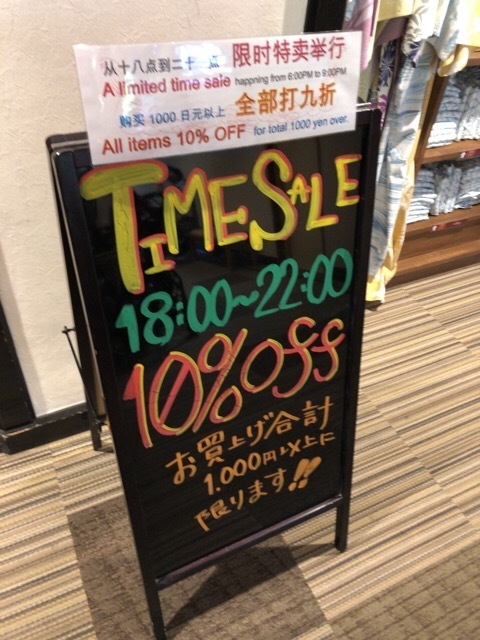 从十八点到二十一点 限时特卖举行
A limited time sale happning from 6:00PM to 9:00PM
购买 1000 日元以上 全部打九折
All items 10% OFF for total 1000 yen over.
TIME SALE
18:00~22:00
10%off
お買上げ合計
1.000円以上に
限ります!!